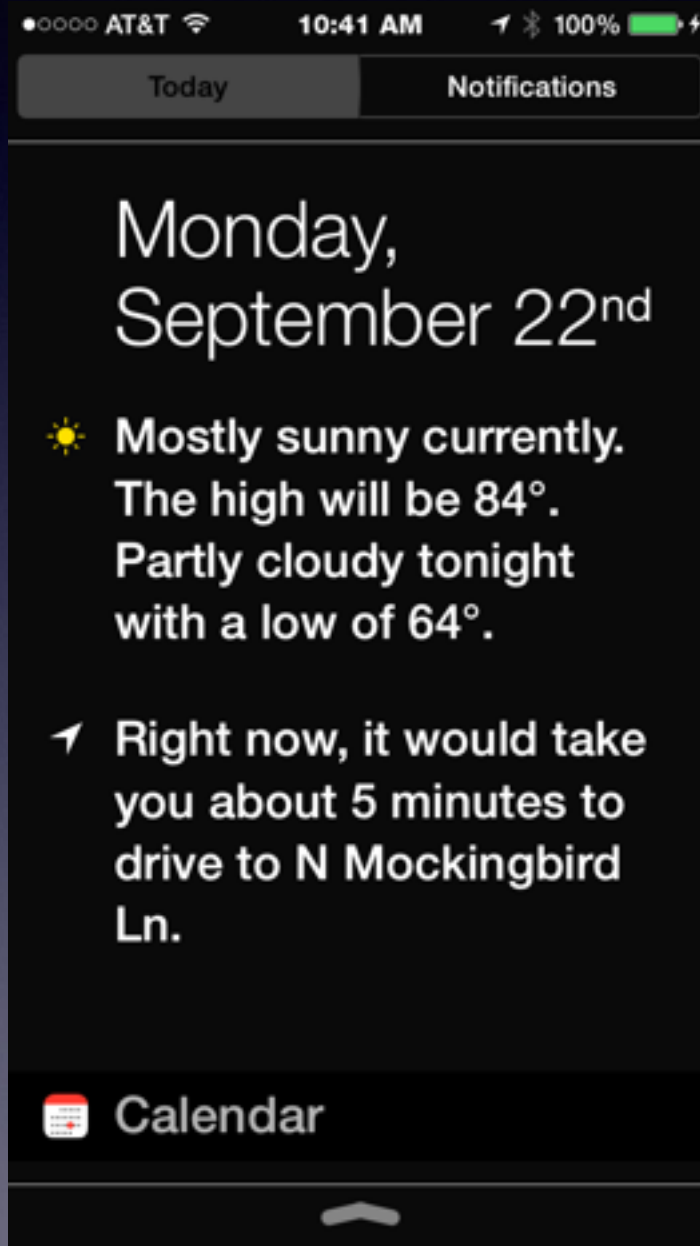 AT&T 10:41 AM 100%
Today Notifications
Monday,
September 22nd
Mostly sunny currently.
The high will be 84°.
Partly cloudy tonight
with a low of 64°.
Right now, it would take
you about 5 minutes to
drive to N Mockingbird
Ln.
Calendar